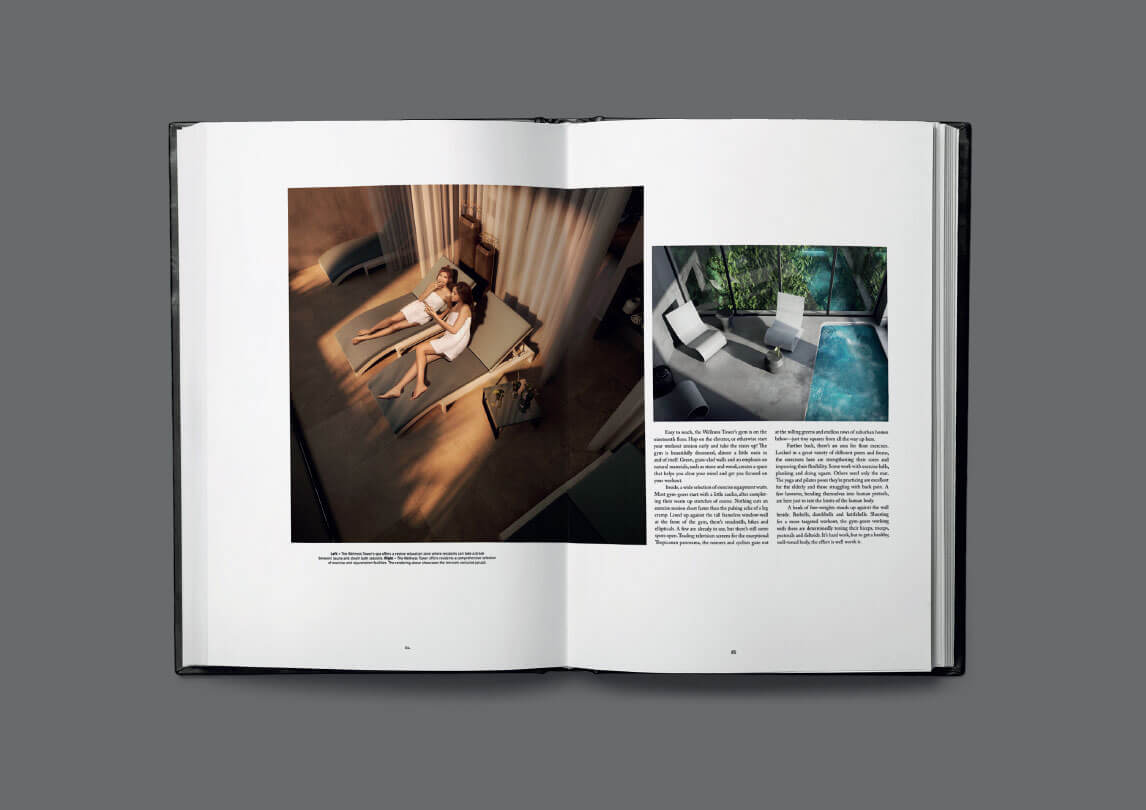 Left – The Wellness Tower's spa offers a restive relaxation zone where residents can take a break
between sauna and steam bath sessions. Right – The Wellness Tower offers residents a comprehensive selection
of exercise and rejuvenation facilities. The rendering above showcases the intricate
64
Easy to reach, the Wellness Tower's gym is on the
nineteenth floor. Hop on the elevator, or otherwise start
your workout session early and take the stairs up! The
gym is beautifully decorated, almost a little oasis in
and of itself. Green, grass-clad walls and an emphasis on
natural materials, such as stone and wood, creates a space
that helps you clear your mind and get you focused on
your workout.
Inside, a wide selection of exercise equipment waits.
Most gym-goers start with a little cardio, after complet-
ing their warm up stretches of course. Nothing cuts an
exercise session short faster than the pulsing ache of a leg
cramp. Lined up against the tall frameless window-wall
at the front of the gym, there's treadmills, bikes and
ellipticals. A few are already in use, but there's still some
spots open. Trading television screens for the exceptional
Tropicana panorama, the runners and cyclists gaze out
at the rolling greens and endless rows of suburban homes
below—just tiny squares from all the way up here.
Further back, there's an area for floor exercises.
Locked in a great variety of different poses and forms,
the exercisers here are strengthening their cores and
improving their flexibility. Some work with exercise balls,
planking and doing squats. Others need only the mat.
The yoga and pilates poses they're practicing are excellent
for the elderly and those struggling with back pain. A
few however, bending themselves into human pretzels,
are here just to test the limits of the human body.
A bank of free-weights stands up against the wall
beside. Barbells, dumbbells and kettlebells. Shooting
for a more targeted workout, the gym-goers working
with these are determinedly toning their biceps, triceps,
pectorals and deltoids. It's hard work, but to get a healthy,
well-toned body, the effort is well worth it.
65